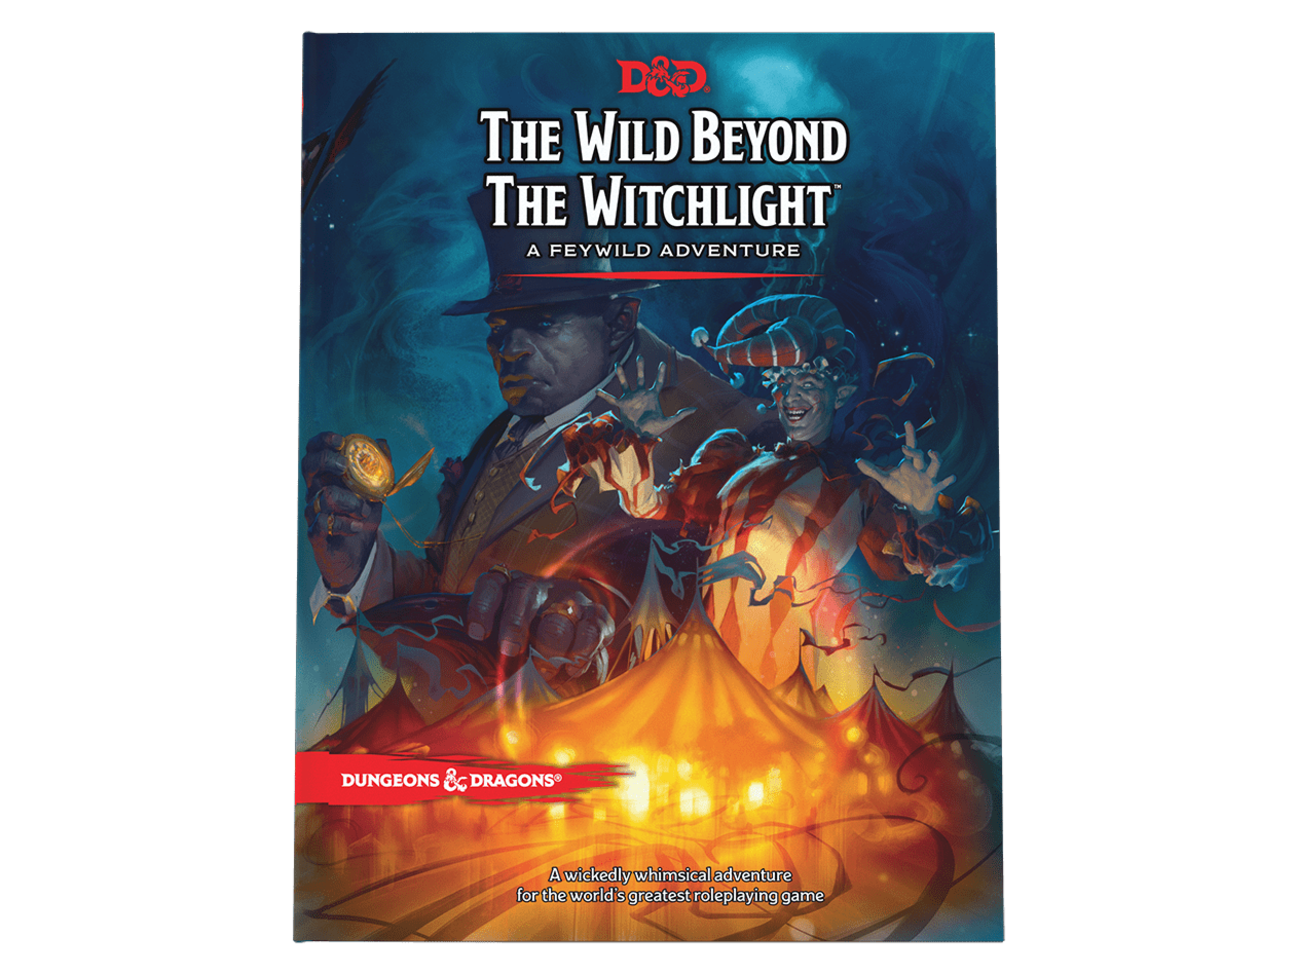 D&D®
THE WILD BEYOND
THE WITCHLIGHT™
A FEYWILD ADVENTURE
DUNGEONS & DRAGONS®
A wickedly whimsical adventure
for the world's greatest roleplaying game